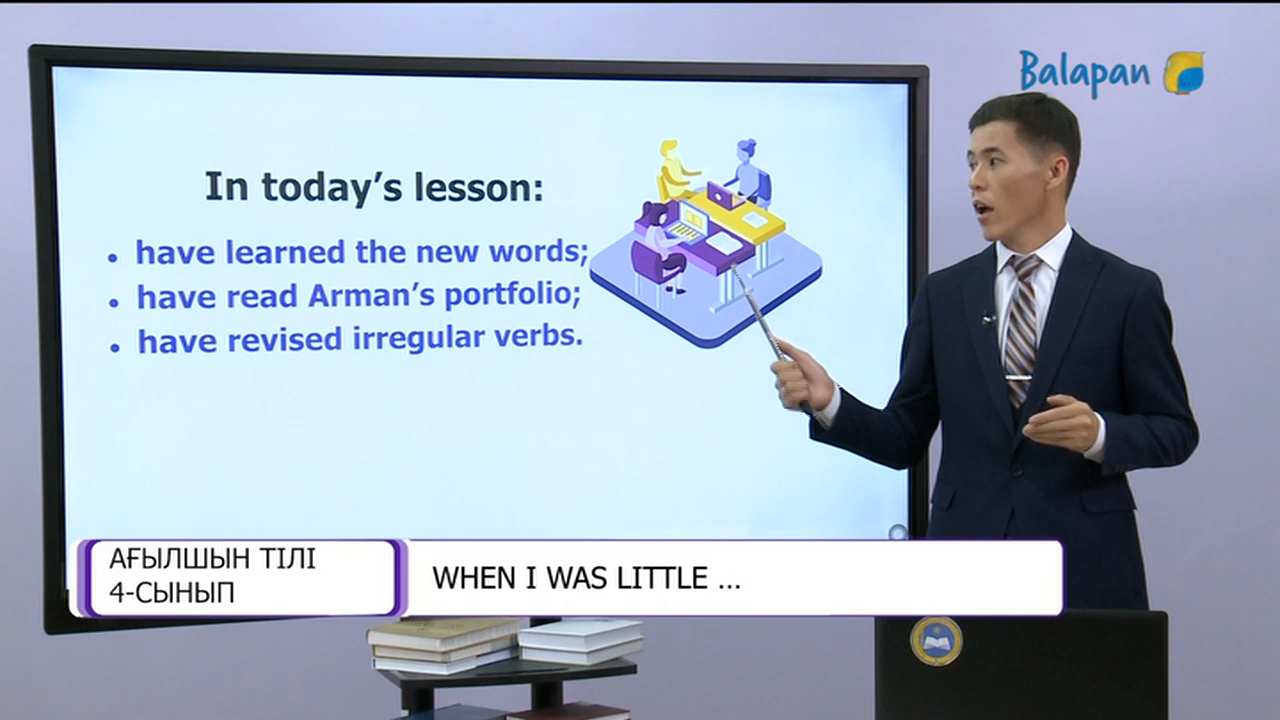 Balapan
In today’s lesson:
• have learned the new words;
• have read Arman’s portfolio;
• have revised irregular verbs.
АҒЫЛШЫН ТІЛІ
4-СЫНЫП
WHEN I WAS LITTLE ...